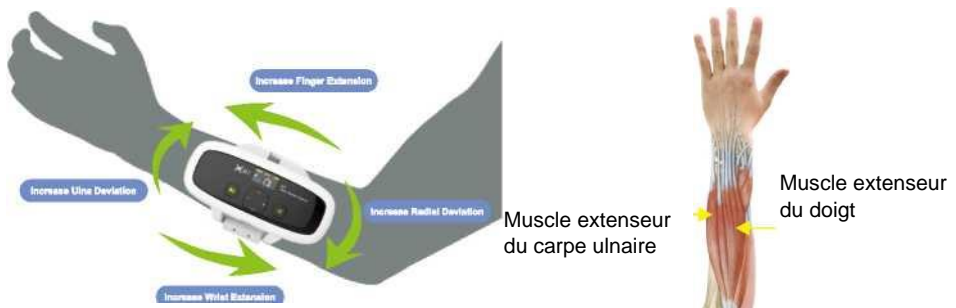 Increase Finger Extension
Increase Ulna Deviation
Increase Radial Deviation
Increase Wrist Extension
Muscle extenseur
du carpe ulnaire
Muscle extenseur
du doigt